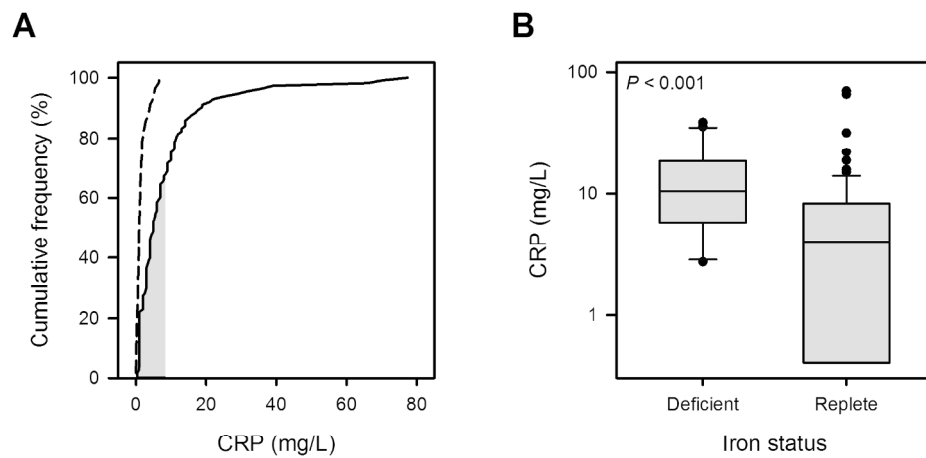 A
Cumulative frequency (%)
100
80
60
40
20
0
0 20 40 60 80
CRP (mg/L)
B
P < 0.001
CRP (mg/L)
100
10
1
Deficient Replete
Iron status